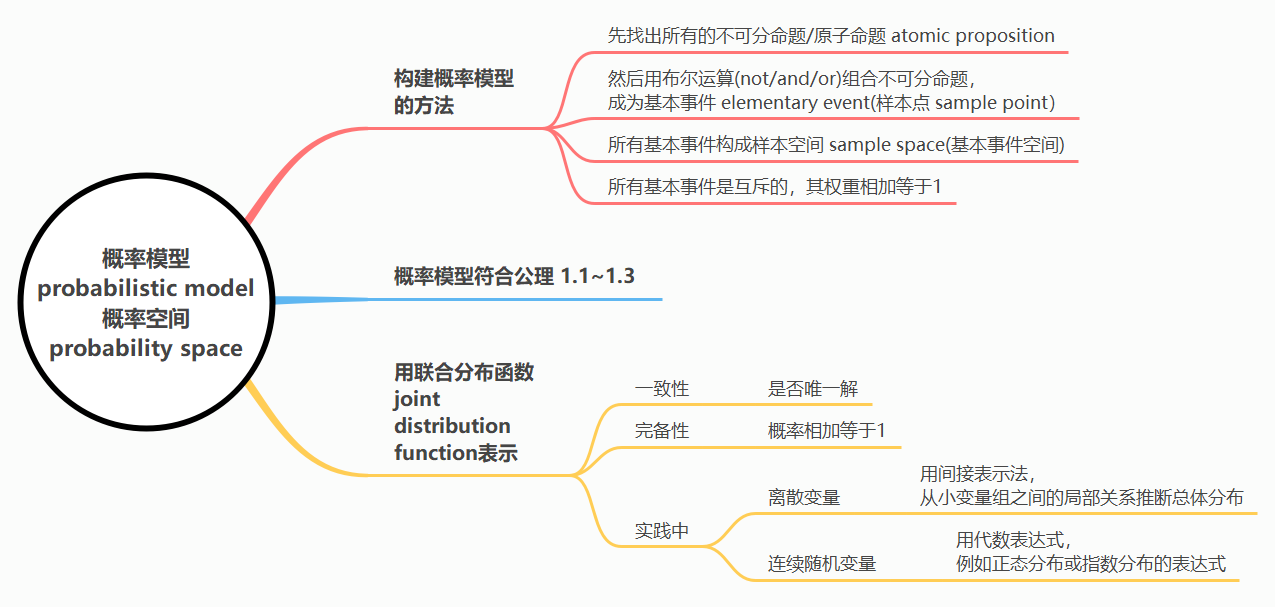 概率模型
probabilistic model
概率空间
probability space
构建概率模型
的方法
先找出所有的不可分命题/原子命题 atomic proposition
然后用布尔运算(not/and/or)组合不可分命题，
成为基本事件 elementary event(样本点 sample point)
所有基本事件构成样本空间 sample space(基本事件空间)
所有基本事件是互斥的，其权重相加等于1
概率模型符合公理 1.1~1.3
用联合分布函数
joint
distribution
function表示
一致性
是否唯一解
完备性
概率相加等于1
实践中
离散变量
用间接表示法，
从小变量组之间的局部关系推断总体分布
连续随机变量
用代数表达式，
例如正态分布或指数分布的表达式